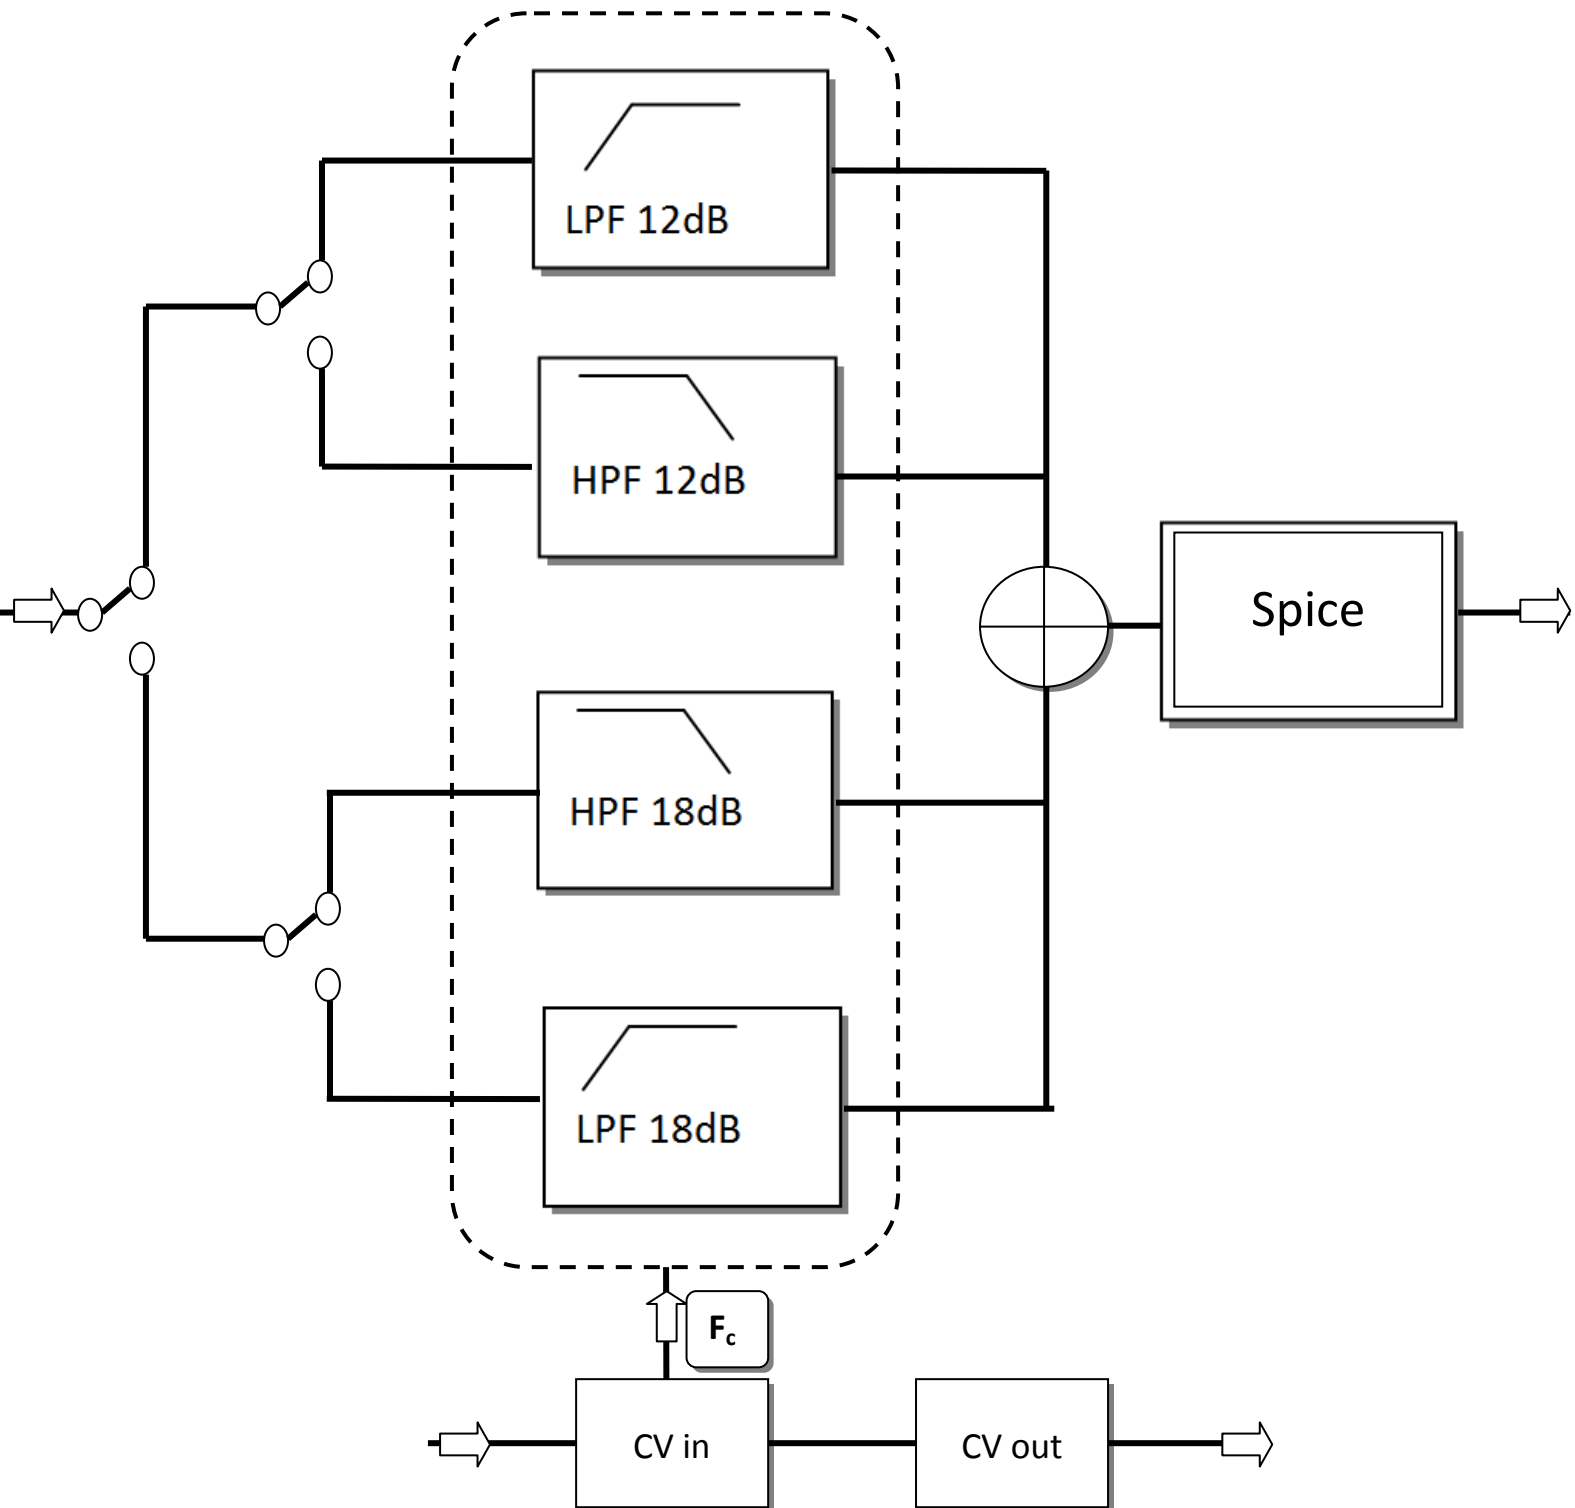 LPF 12dB
HPF 12dB
Spice
HPF 18dB
LPF 18dB
Fc
CV in
CV out